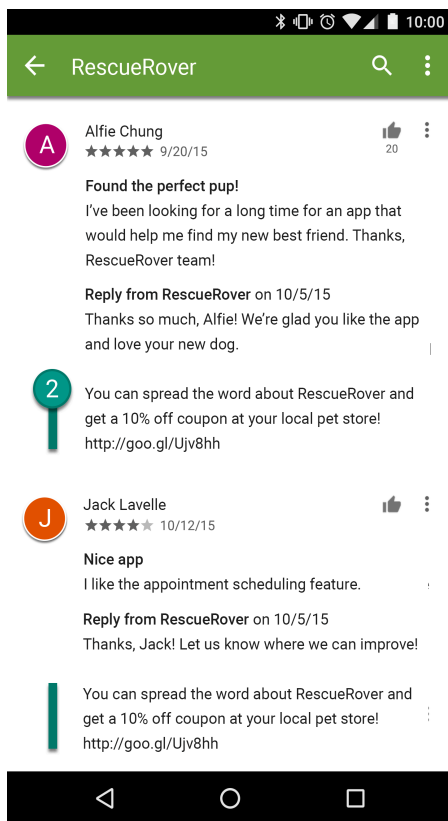 10:00
RescueRover
A
Alfie Chung
9/20/15
20
Found the perfect pup!
I've been looking for a long time for an app that
would help me find my new best friend. Thanks,
RescueRover team!
Reply from RescueRover on 10/5/15
Thanks so much, Alfie! We're glad you like the app
and love your new dog.
2
You can spread the word about RescueRover and
get a 10% off coupon at your local pet store!
http://goo.gl/Ujv8hh
J
Jack Lavelle
10/12/15
Nice app
I like the appointment scheduling feature.
Reply from RescueRover on 10/5/15
Thanks, Jack! Let us know where we can improve!
You can spread the word about RescueRover and
get a 10% off coupon at your local pet store!
http://goo.gl/Ujv8hh